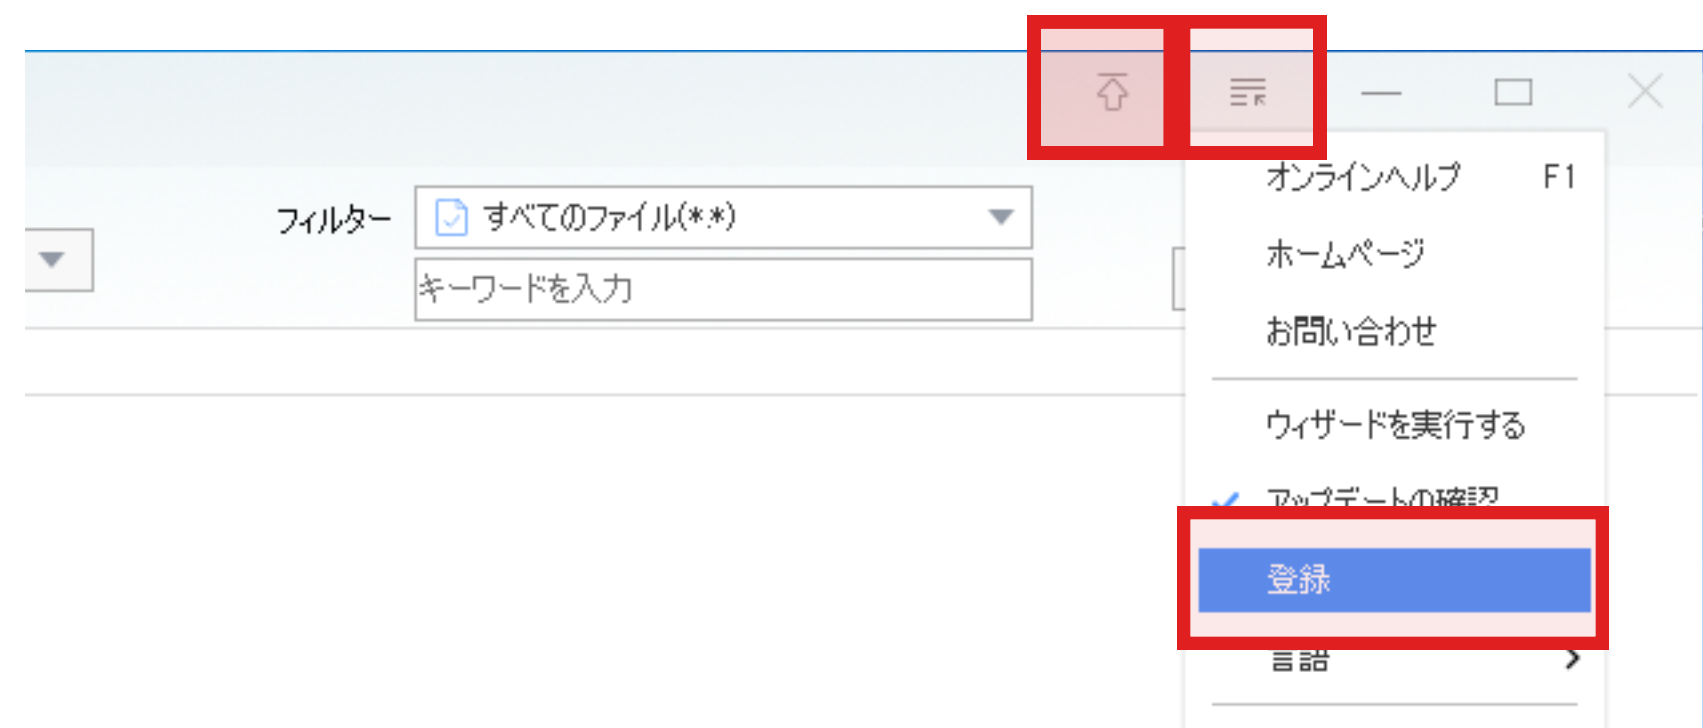 フィルター
すべてのファイル(*.*)
キーワードを入力
オンラインヘルプ F1
ホームページ
お問い合わせ
ウィザードを実行する
アップデートの確認
登録
言語